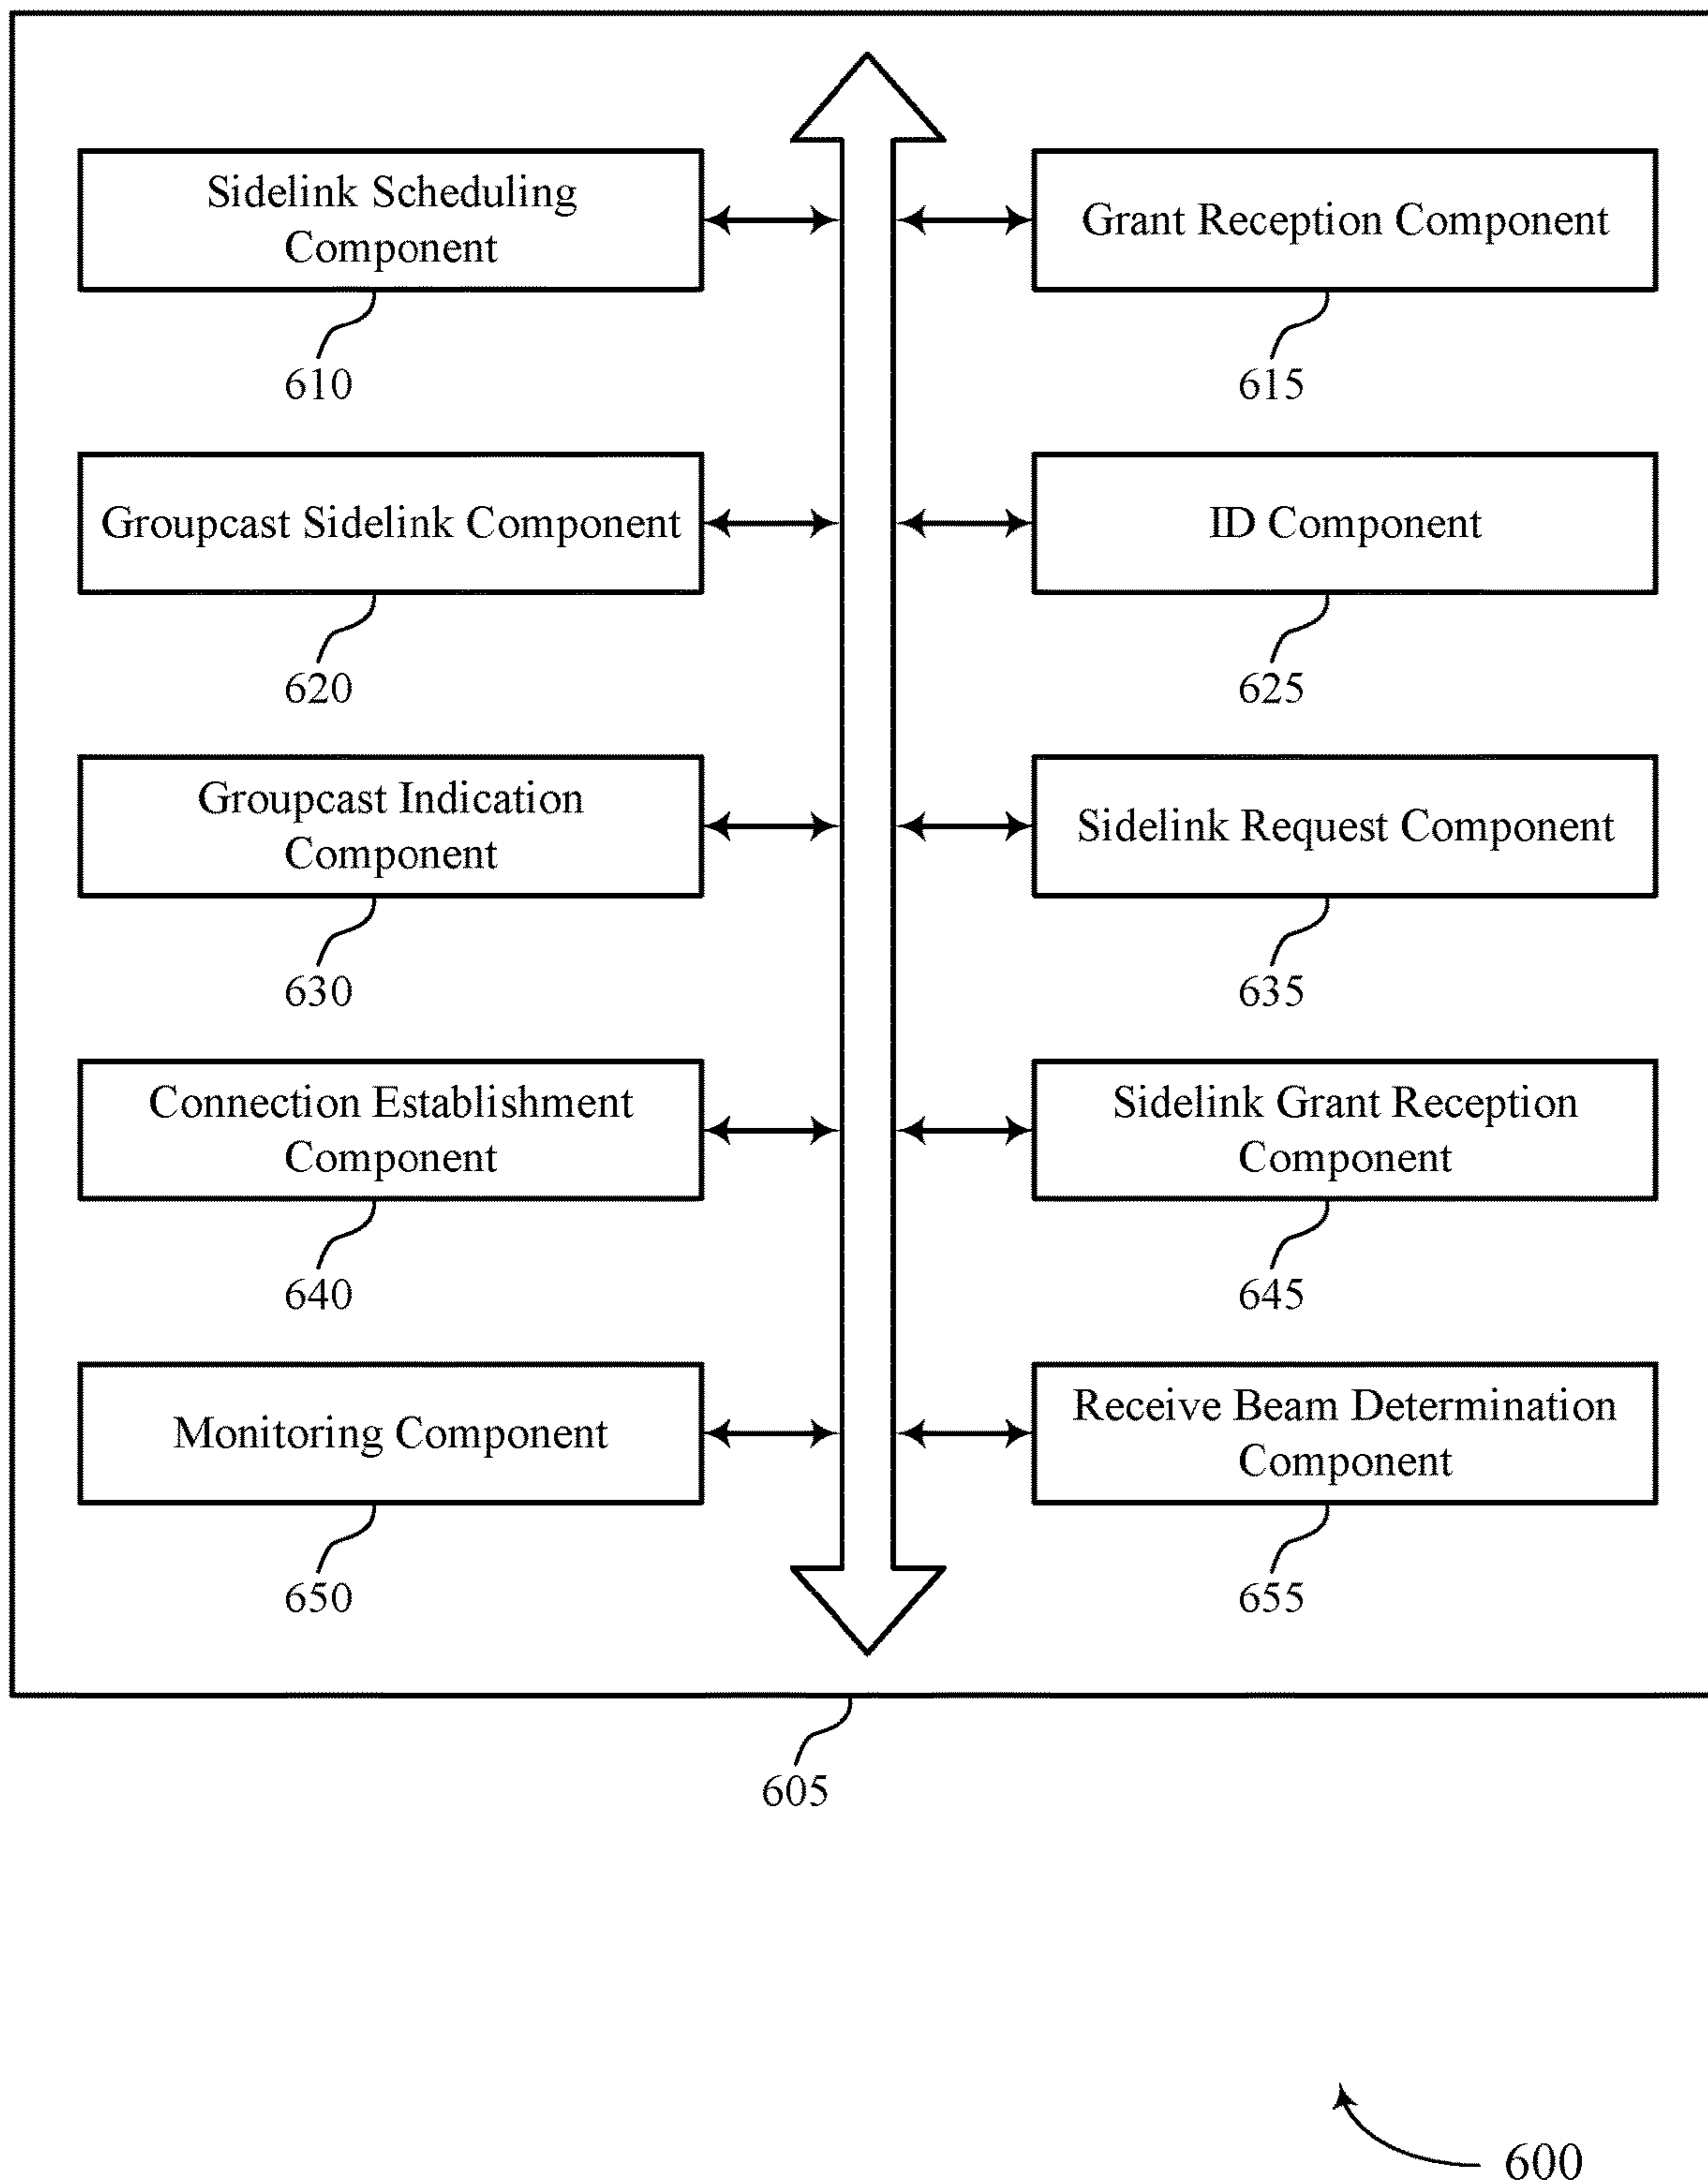 Sidelink Scheduling
Component
610
Grant Reception Component
615
Groupcast Sidelink Component
620
ID Component
625
Groupcast Indication
Component
630
Sidelink Request Component
635
Connection Establishment
Component
640
Sidelink Grant Reception
Component
645
Monitoring Component
650
Receive Beam Determination
Component
655
605
600